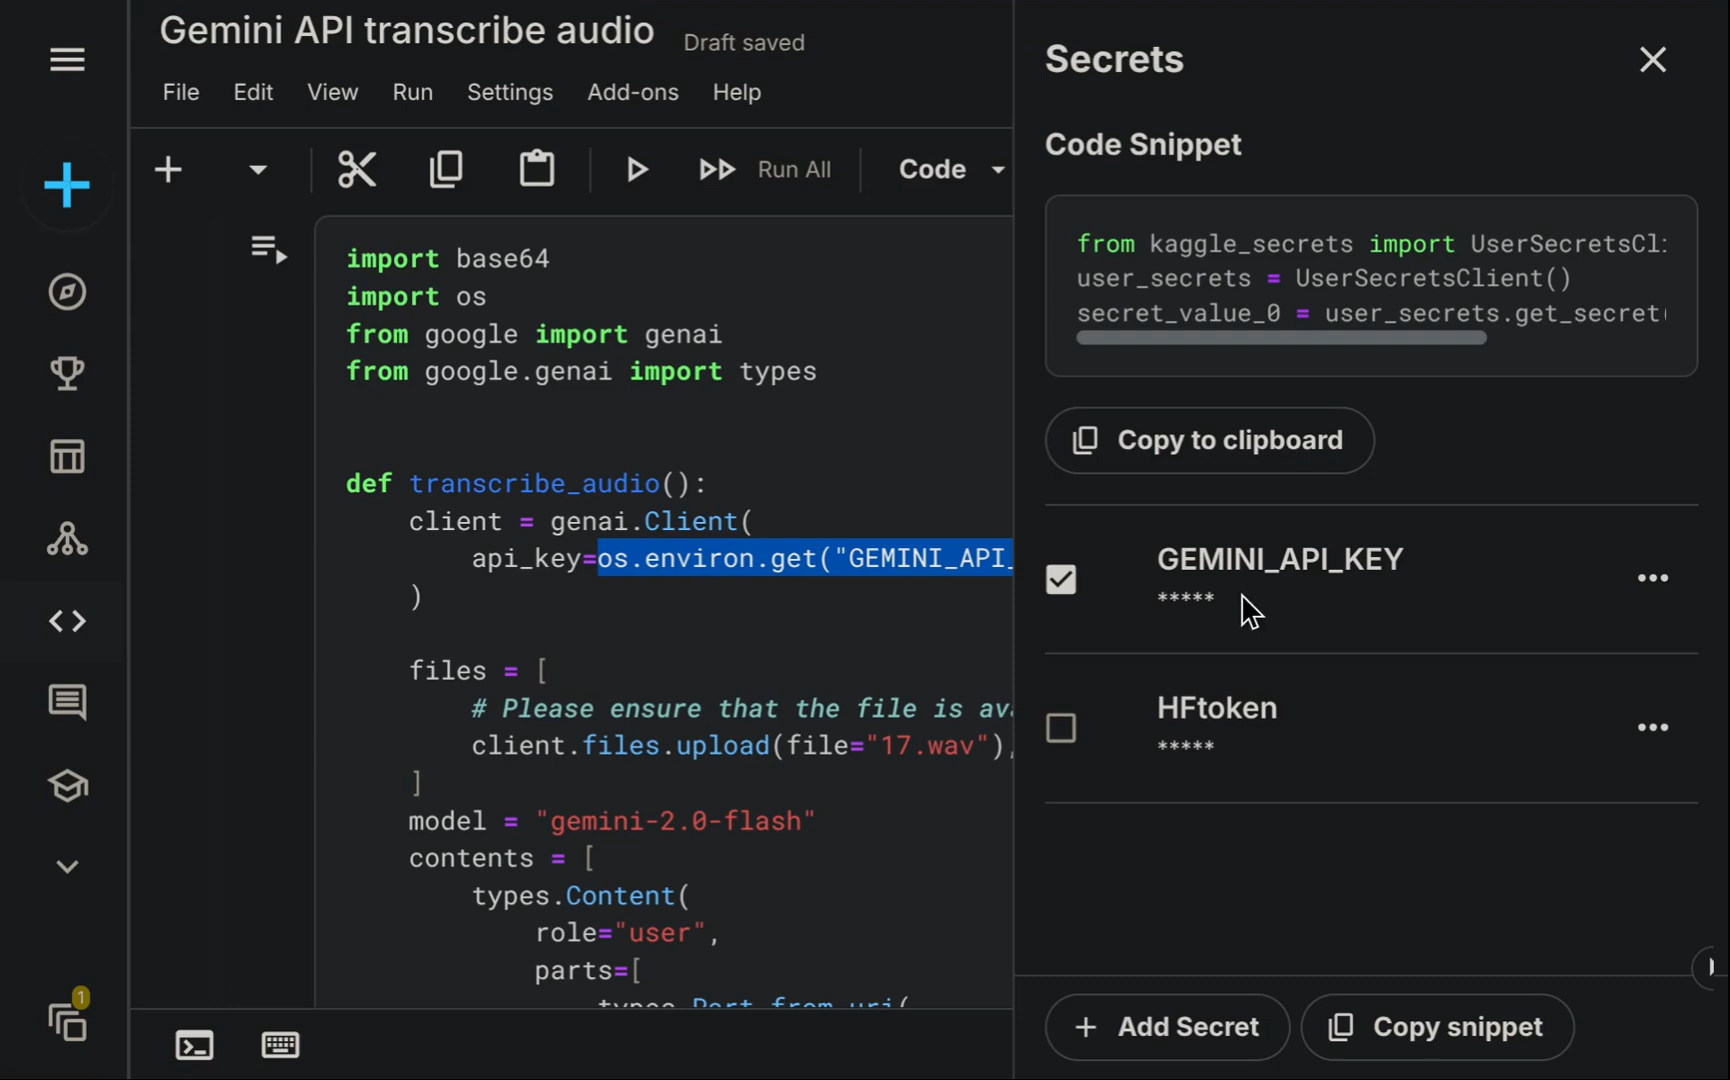 Gemini API transcribe audio
Draft saved
File Edit View Run Settings Add-ons Help
Run All
Code
import base64
import os
from google import genai
from google.genai import types
def transcribe_audio():
client = genai.Client(
api_key=os.environ.get("GEMINI_API_
)
files = [
# Please ensure that the file is av
client.files.upload(file="17.wav"),
]
model = "gemini-2.0-flash"
contents = [
types.Content(
role="user",
parts=[
types.Part.from_uri(
1
Secrets
Code Snippet
from kaggle_secrets import UserSecretsCl
user_secrets = UserSecretsClient()
secret_value_0 = user_secrets.get_secret(
Copy to clipboard
GEMINI_API_KEY
*****
HFtoken
*****
Add Secret
Copy snippet